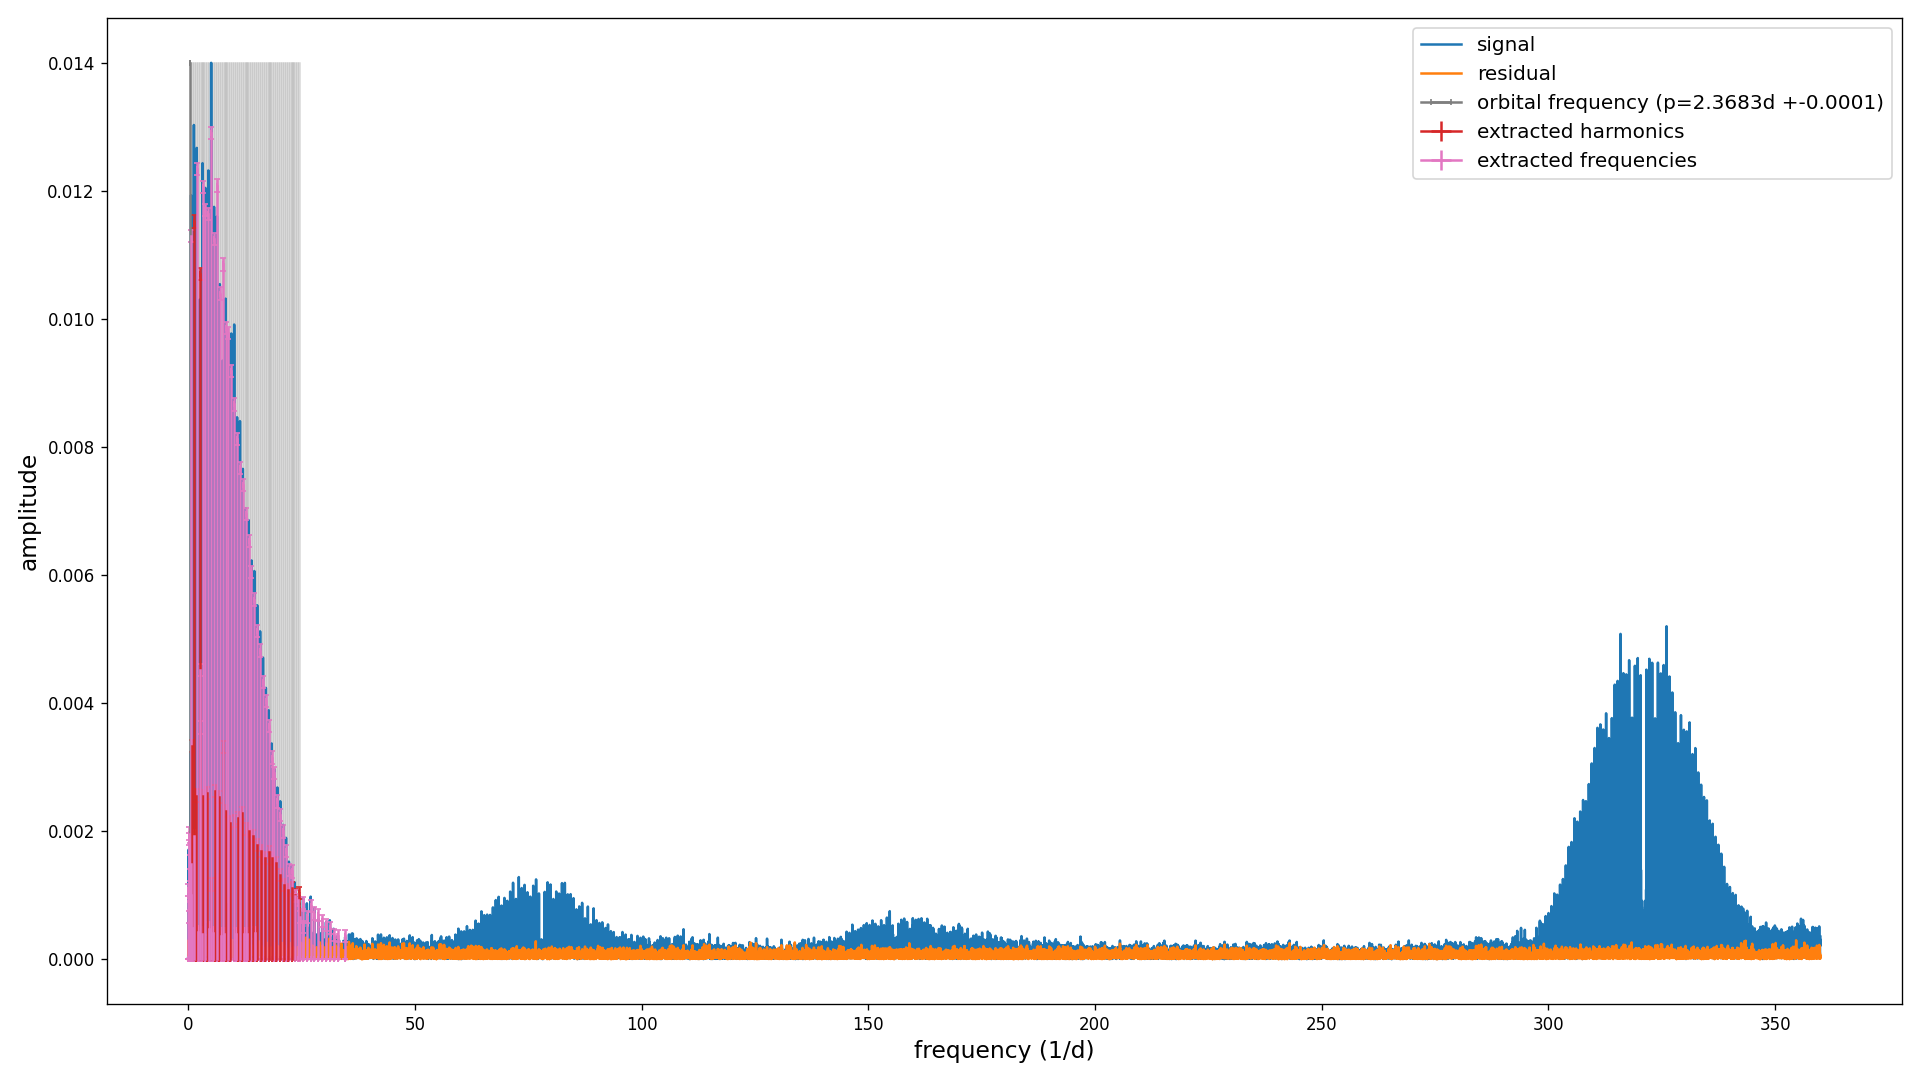 signal
residual
orbital frequency (p=2.3683d +-0.0001)
extracted harmonics
extracted frequencies
amplitude
0.014
0.012
0.010
0.008
0.006
0.004
0.002
0.000
0 50 100 150 200 250 300 350
frequency (1/d)